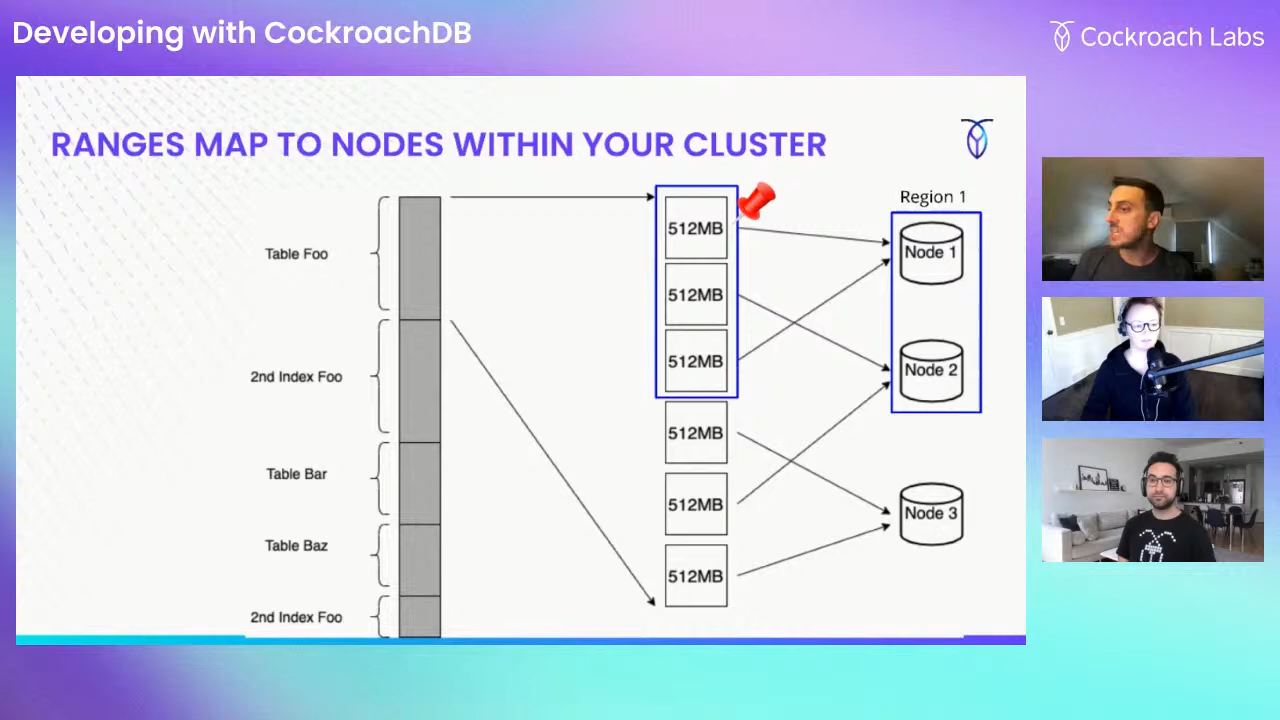 Developing with CockroachDB
Cockroach Labs
RANGES MAP TO NODES WITHIN YOUR CLUSTER
Table Foo
2nd Index Foo
Table Bar
Table Baz
2nd Index Foo
512MB
512MB
512MB
512MB
512MB
512MB
Region 1
Node 1
Node 2
Node 3